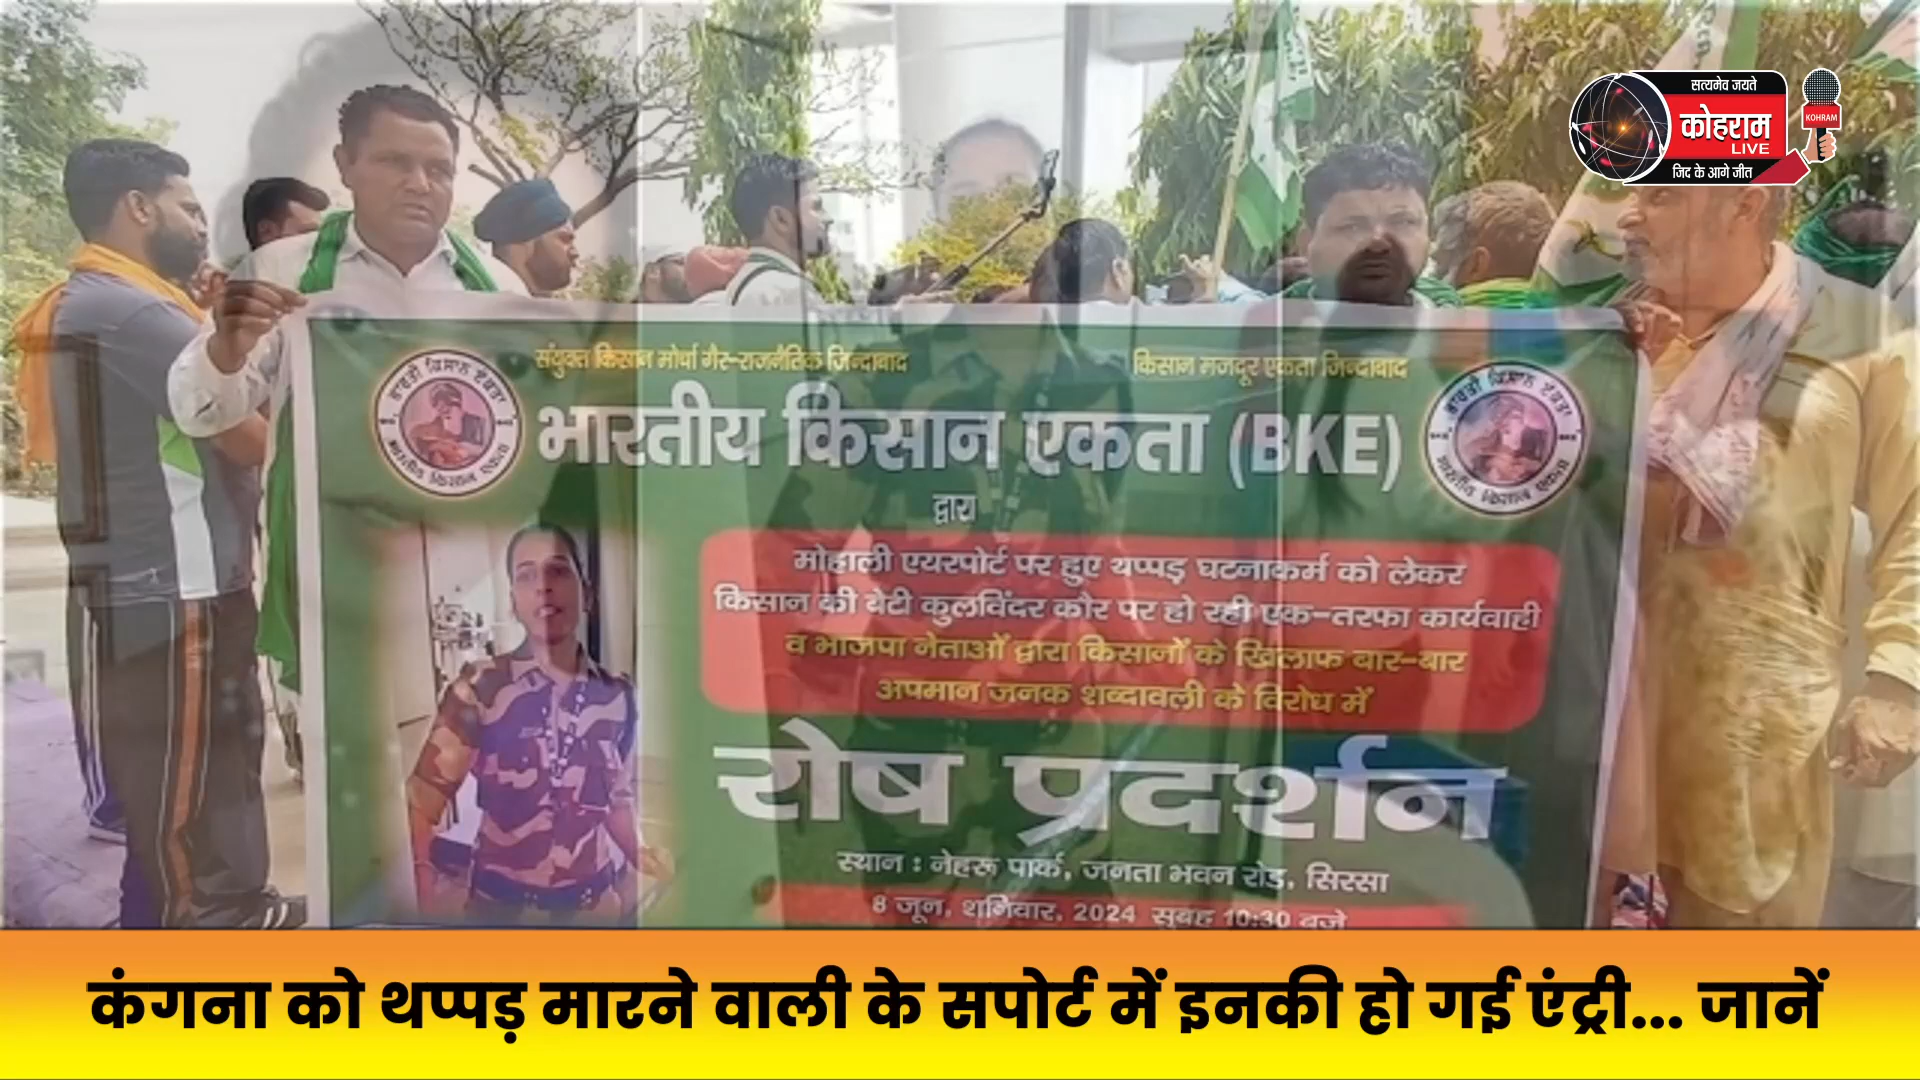 सत्यमेव जयते
कोहराम
LIVE
KOHRAM
जिद के आगे जीत
संयुक्त किसान मोर्चा गैर-राजनैतिक जिन्दाबाद
किसान मजदूर एकता जिन्दाबाद
भारतीय किसान एकता (BKE)
द्वारा
मोहाली एयरपोर्ट पर हुए थप्पड़ घटनाक्रम को लेकर
किसान की बेटी कुलविंदर कौर पर हो रही एक-तरफा कार्यवाही
व भाजपा नेताओं द्वारा किसानों के खिलाफ बार-बार
अपमान जनक शब्दावली के विरोध में
रोष प्रदर्शन
स्थान : नेहरू पार्क, जनता भवन रोड, सिरसा
8 जून, शनिवार, 2024 सुबह 10:30 बजे
कंगना को थप्पड़ मारने वाली के सपोर्ट में इनकी हो गई एंट्री... जानें